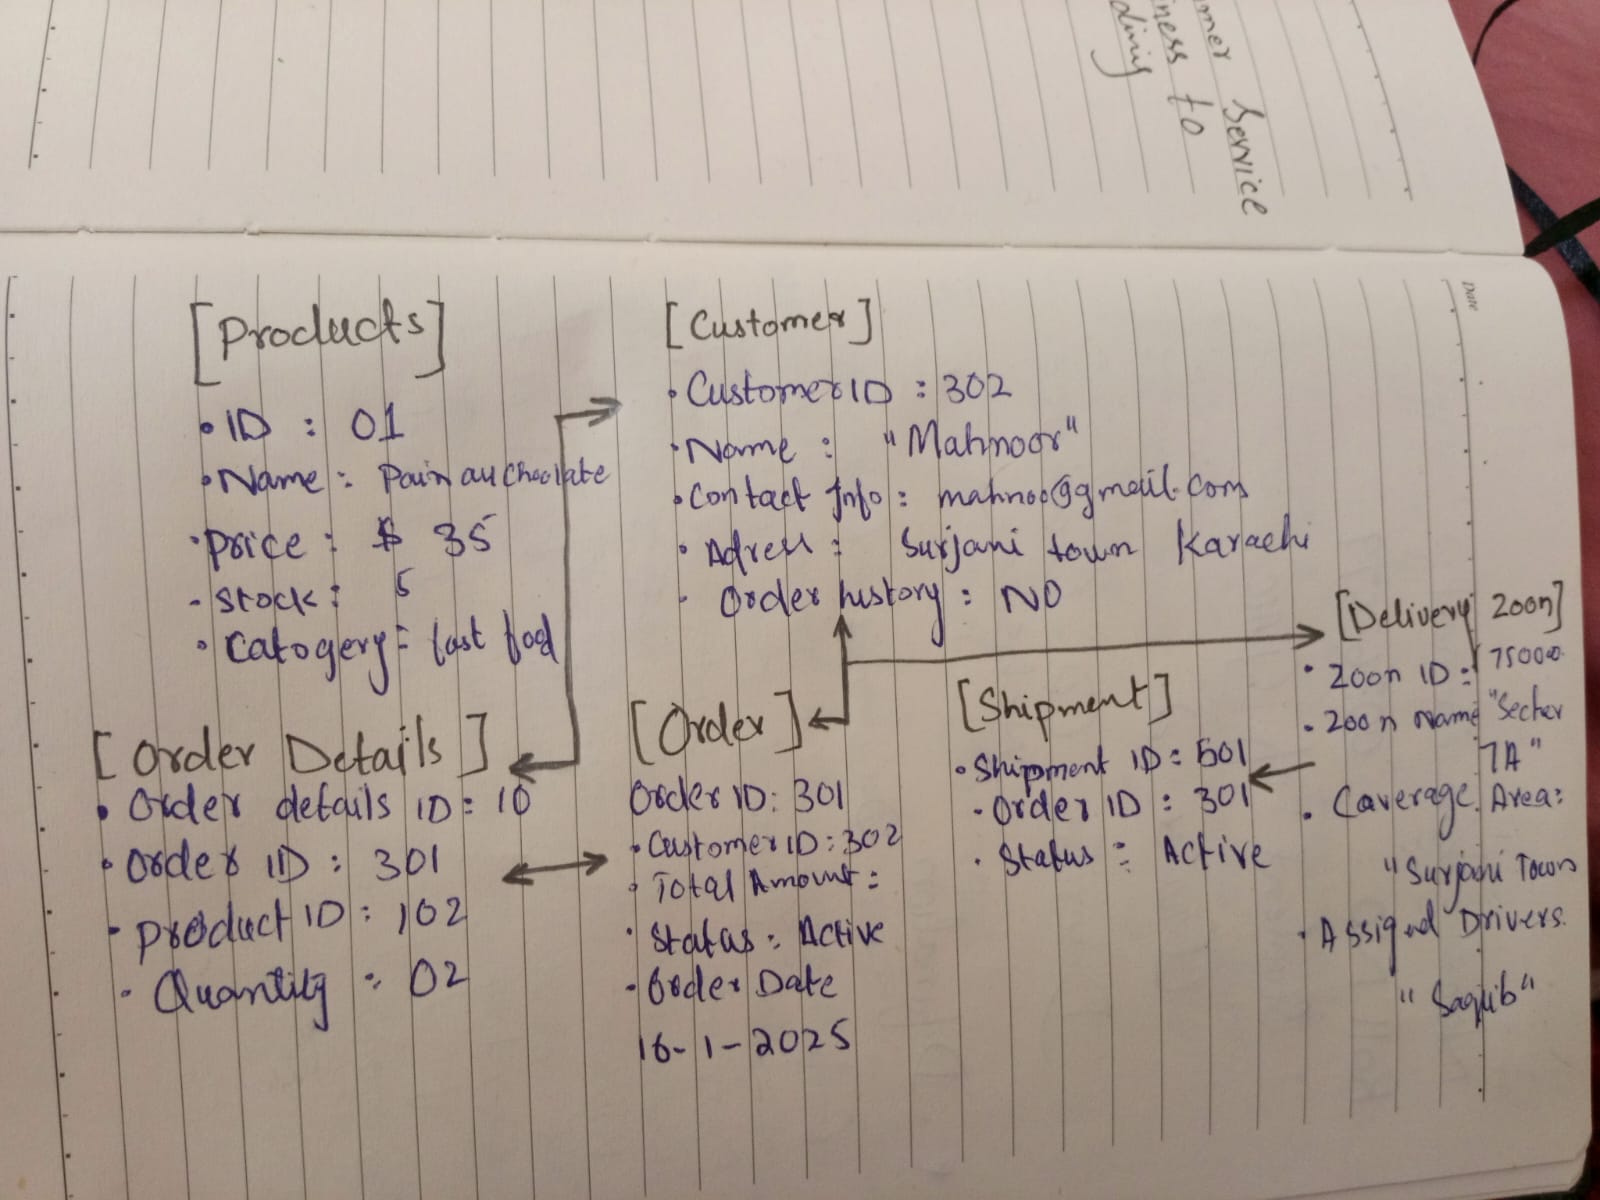 mer Service
ness to
ding
Date
[Products]
• ID : 01
• Name : Pain au Choclate
• Price : $ 35
- Stock : 5
• Catogery = fast food
[Customer]
• Customer ID : 302
• Name : "Mahnoor"
• Contact Info : mahnoo@gmail.com
• Adress : Surjani town Karachi
- Order history : NO
[Delivery Zoon]
• Zoon ID : 75000
• Zoon Name "Secter
7A"
• Caverage Area:
"Surjani Town
• Assigned Drivers.
"Saquib"
[Order Details]
• Order details ID : 10
• Order ID : 301
• Product ID : 102
• Quantity : 02
[Order]
Order ID: 301
• Customer ID : 302
• Total Amount :
• Status : Active
• Order Date
16-1-2025
[Shipment]
• Shipment ID : 501
- Order ID : 301
• Status : Active